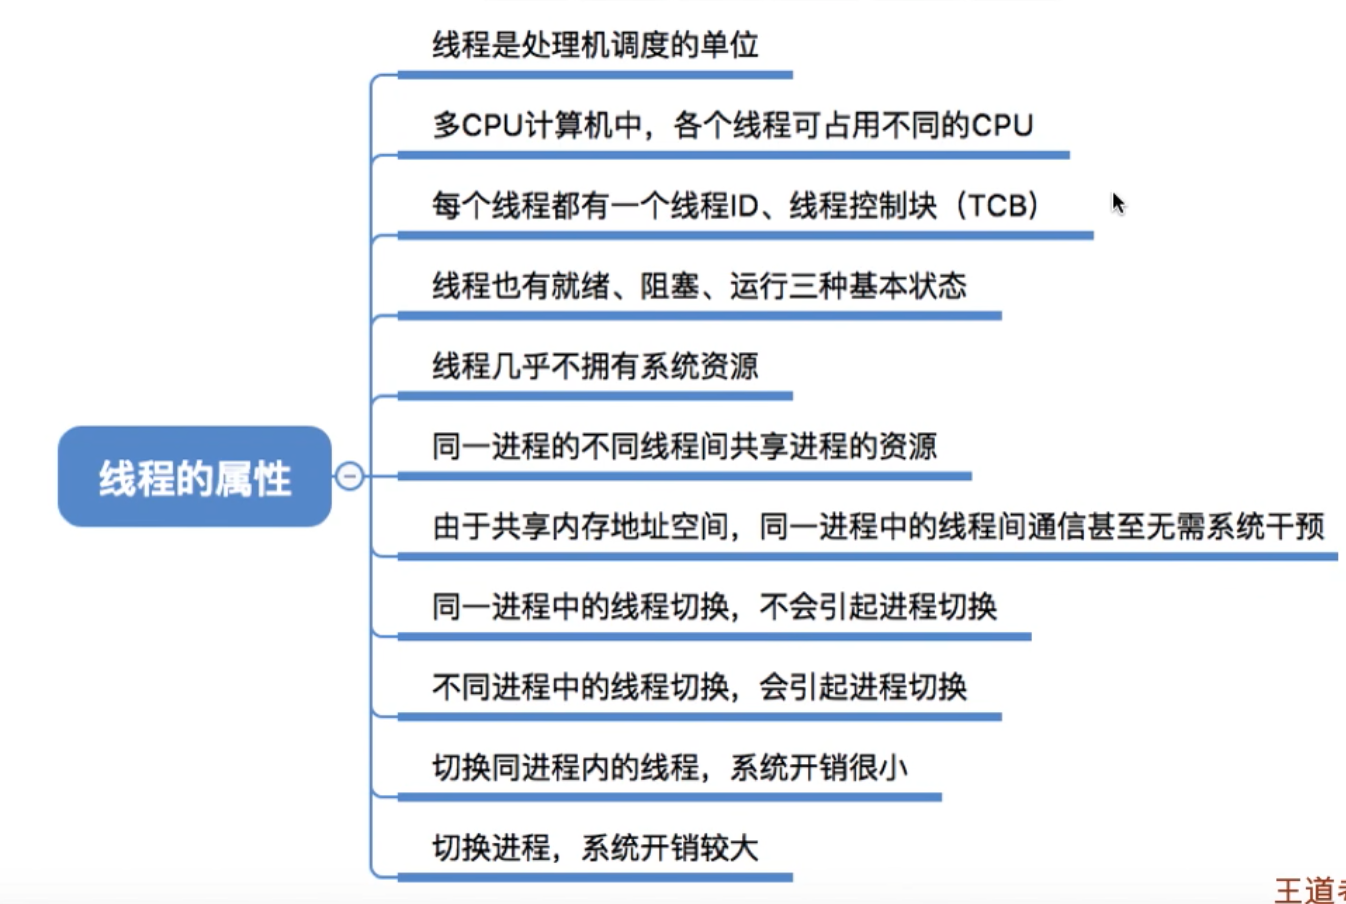 线程是处理机调度的单位
多CPU计算机中，各个线程可占用不同的CPU
每个线程都有一个线程ID、线程控制块（TCB）
线程也有就绪、阻塞、运行三种基本状态
线程几乎不拥有系统资源
同一进程的不同线程间共享进程的资源
线程的属性
由于共享内存地址空间，同一进程中的线程间通信甚至无需系统干预
同一进程中的线程切换，不会引起进程切换
不同进程中的线程切换，会引起进程切换
切换同进程内的线程，系统开销很小
切换进程，系统开销较大
王道